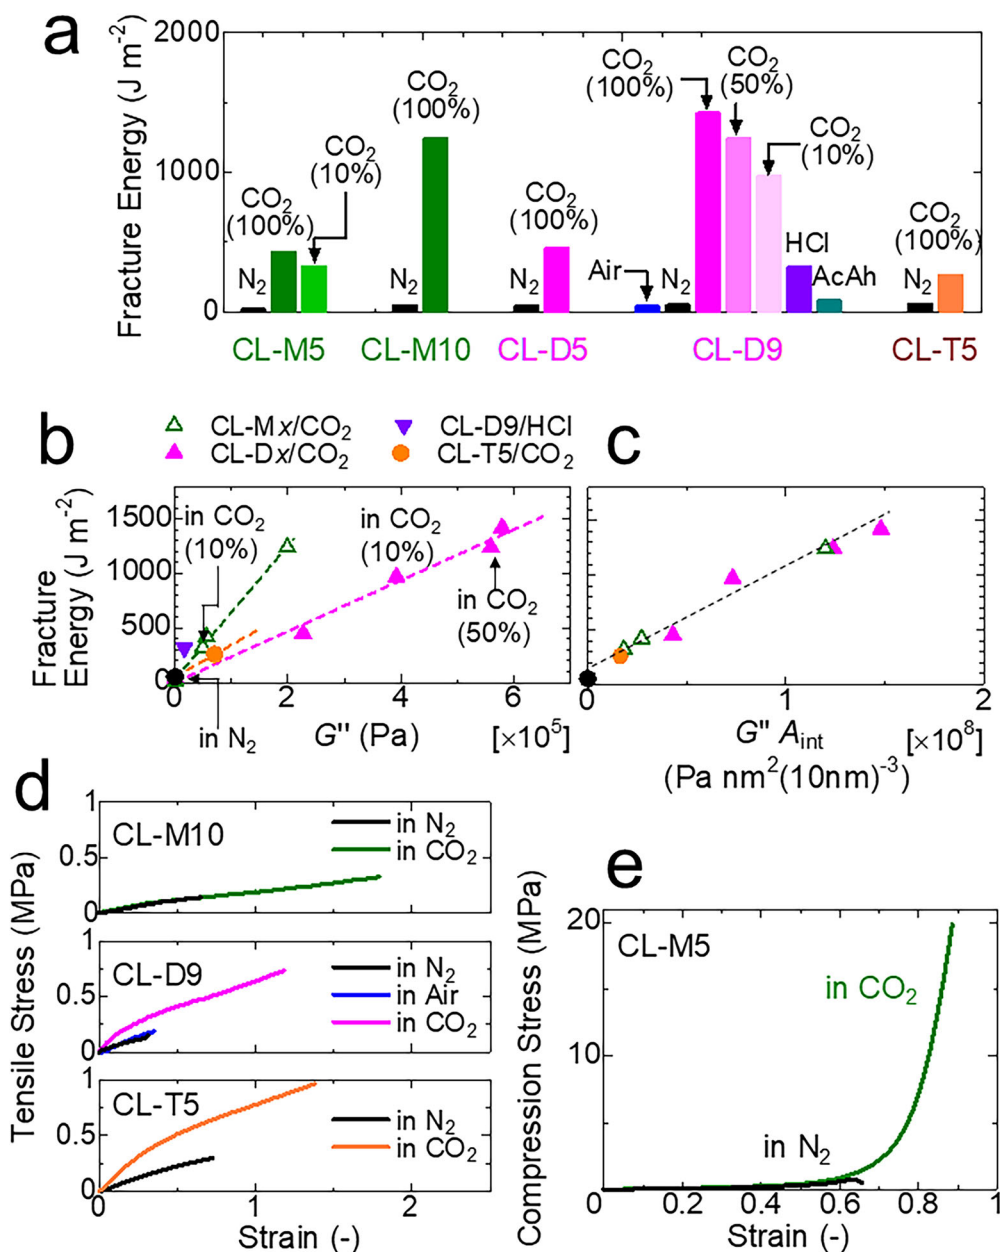 a
Fracture Energy (J m⁻²)
2000
1000
0
CO₂
(100%)
CO₂
(10%)
N₂
CO₂
(100%)
N₂
CO₂
(100%)
N₂
Air
N₂
CO₂
(100%)
CO₂
(50%)
CO₂
(10%)
HCl
AcAh
CO₂
(100%)
N₂
CL-M5 CL-M10 CL-D5 CL-D9 CL-T5
b
CL-Mx/CO₂ CL-D9/HCl
CL-Dx/CO₂ CL-T5/CO₂
Fracture
Energy (J m⁻²)
1500
1000
500
0
in CO₂
(10%)
in CO₂
(10%)
in CO₂
(50%)
in N₂
0 2 4 6
G'' (Pa) [×10⁵]
c
0 1 2
G'' Aint [×10⁸]
(Pa nm²(10nm)⁻³)
d
Tensile Stress (MPa)
1
0.5
0
CL-M10
in N₂
in CO₂
1
0.5
0
CL-D9
in N₂
in Air
in CO₂
1
0.5
0
CL-T5
in N₂
in CO₂
0 1 2
Strain (-)
e
Compression Stress (MPa)
20
10
0
CL-M5
in CO₂
in N₂
0 0.2 0.4 0.6 0.8 1
Strain (-)